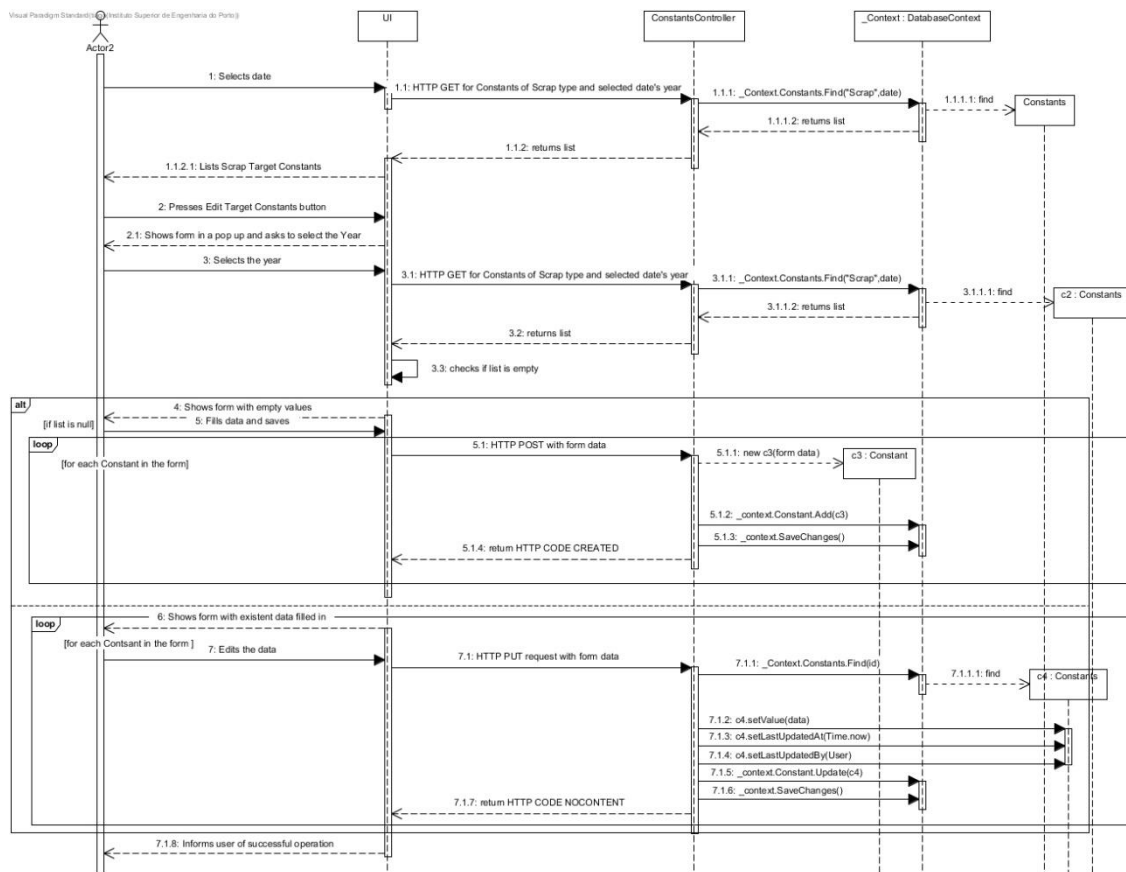 Visual Paradigm Standard(Instituto Superior de Engenharia do Porto)
Actor2
UI
ConstantsController
_Context : DatabaseContext
1: Selects date
1.1: HTTP GET for Constants of Scrap type and selected date's year
1.1.1: _Context.Constants.Find("Scrap",date)
1.1.1.1: find
Constants
1.1.1.2: returns list
1.1.2: returns list
1.1.2.1: Lists Scrap Target Constants
2: Presses Edit Target Constants button
2.1: Shows form in a pop up and asks to select the Year
3: Selects the year
3.1: HTTP GET for Constants of Scrap type and selected date's year
3.1.1: _Context.Constants.Find("Scrap",date)
3.1.1.1: find
c2 : Constants
3.1.1.2: returns list
3.2: returns list
3.3: checks if list is empty
alt
4: Shows form with empty values
[if list is null]
5: Fills data and saves
loop
[for each Constant in the form]
5.1: HTTP POST with form data
5.1.1: new c3(form data)
c3 : Constant
5.1.2: _context.Constant.Add(c3)
5.1.3: _context.SaveChanges()
5.1.4: return HTTP CODE CREATED
6: Shows form with existent data filled in
loop
[for each Contsant in the form ]
7: Edits the data
7.1: HTTP PUT request with form data
7.1.1: _Context.Constants.Find(id)
7.1.1.1: find
c4 : Constants
7.1.2: c4.setValue(data)
7.1.3: c4.setLastUpdatedAt(Time.now)
7.1.4: c4.setLastUpdatedBy(User)
7.1.5: _context.Constant.Update(c4)
7.1.6: _context.SaveChanges()
7.1.7: return HTTP CODE NOCONTENT
7.1.8: Informs user of successful operation